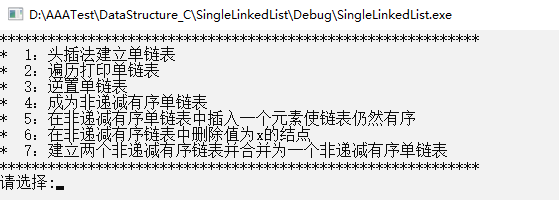 D:\AAATest\DataStructure_C\SingleLinkedList\Debug\SingleLinkedList.exe
************************************************************
*  1：头插法建立单链表
*  2：遍历打印单链表
*  3：逆置单链表
*  4：成为非递减有序单链表
*  5：在非递减有序单链表中插入一个元素使链表仍然有序
*  6：在非递减有序链表中删除值为x的结点
*  7：建立两个非递减有序链表并合并为一个非递减有序单链表
************************************************************
请选择: